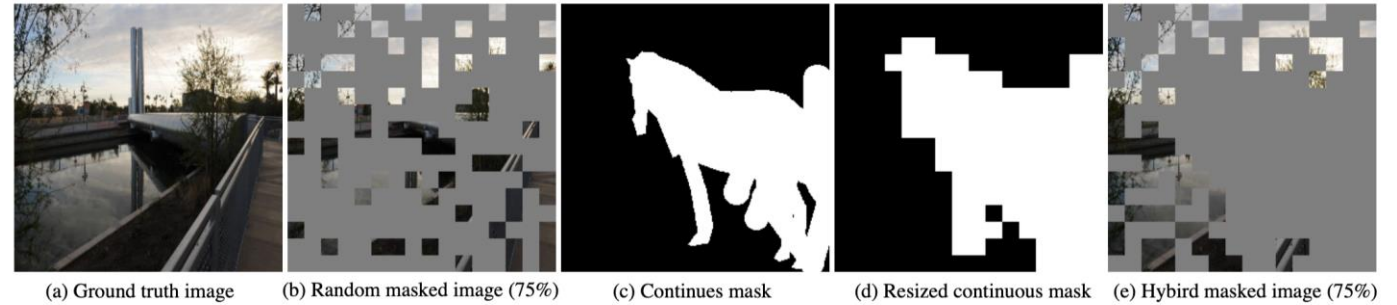 (a) Ground truth image
(b) Random masked image (75%)
(c) Continues mask
(d) Resized continuous mask
(e) Hybird masked image (75%)